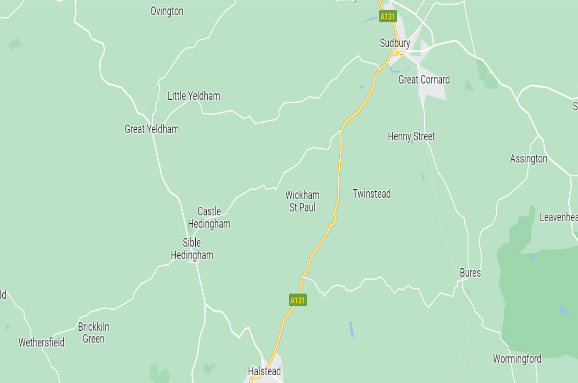 Ovington
A131
Sudbury
Great Cornard
Little Yeldham
Great Yeldham
Henny Street
Assington
Wickham
St Paul
Twinstead
Castle
Hedingham
Leavenhea
Sible
Hedingham
Bures
A131
Brickkiln
Green
Wethersfield
Wormingford
Halstead